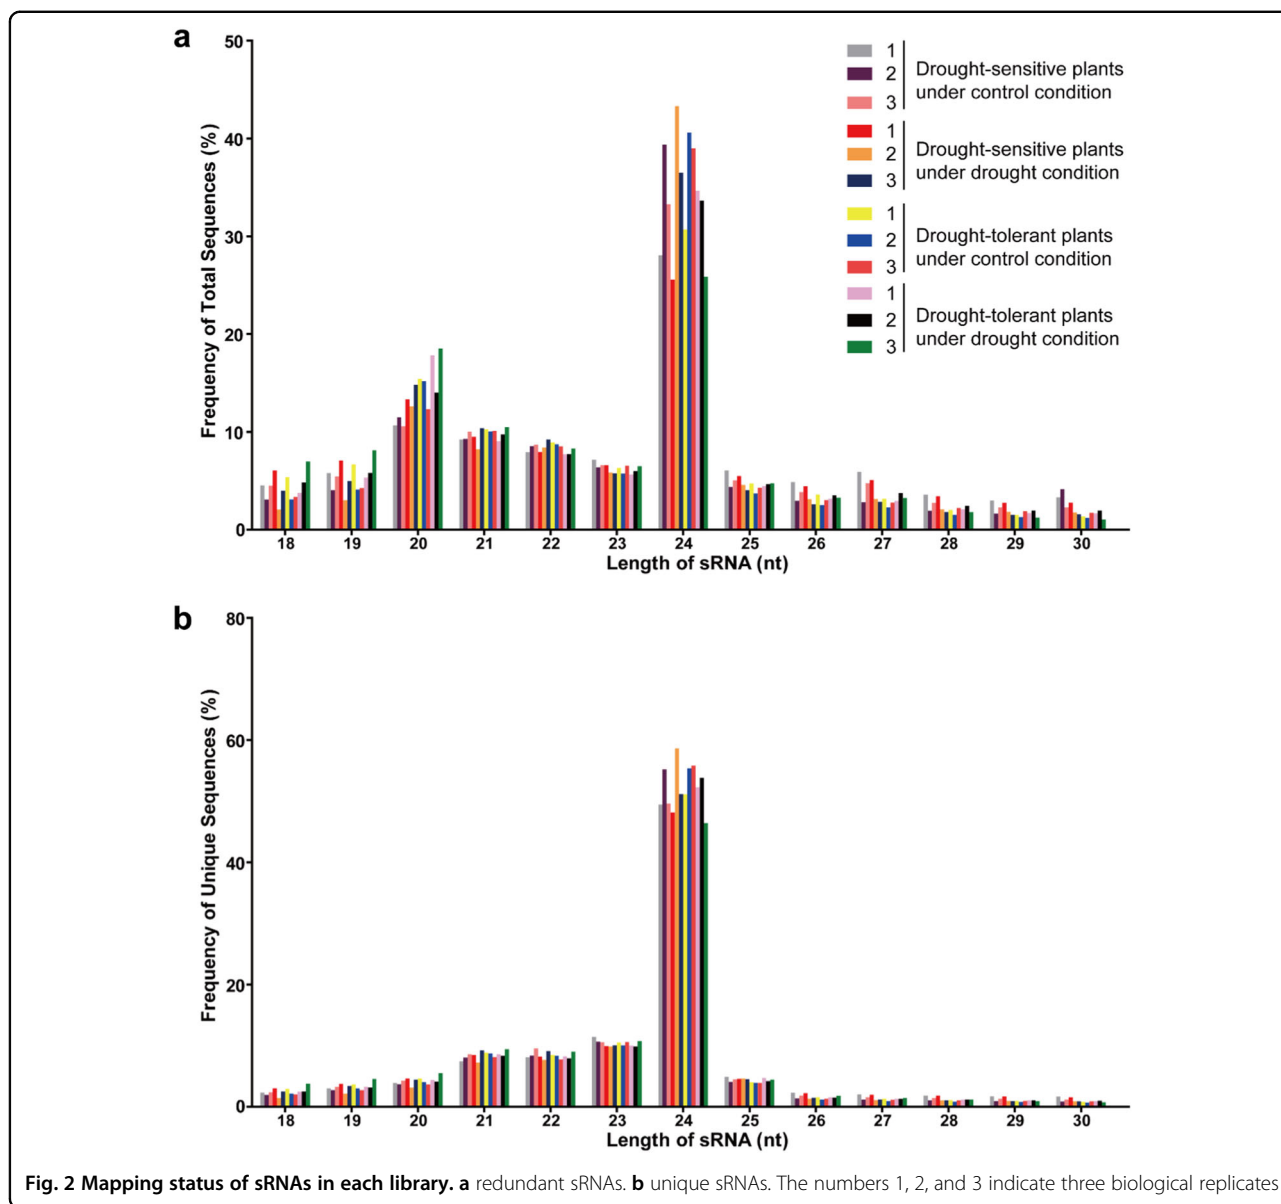 a
50
40
30
20
10
0
Frequency of Total Sequences (%)
18 19 20 21 22 23 24 25 26 27 28 29 30
Length of sRNA (nt)
1
2
3
Drought-sensitive plants
under control condition
1
2
3
Drought-sensitive plants
under drought condition
1
2
3
Drought-tolerant plants
under control condition
1
2
3
Drought-tolerant plants
under drought condition
b
80
60
40
20
0
Frequency of Unique Sequences (%)
18 19 20 21 22 23 24 25 26 27 28 29 30
Length of sRNA (nt)
Fig. 2 Mapping status of sRNAs in each library. a redundant sRNAs. b unique sRNAs. The numbers 1, 2, and 3 indicate three biological replicates